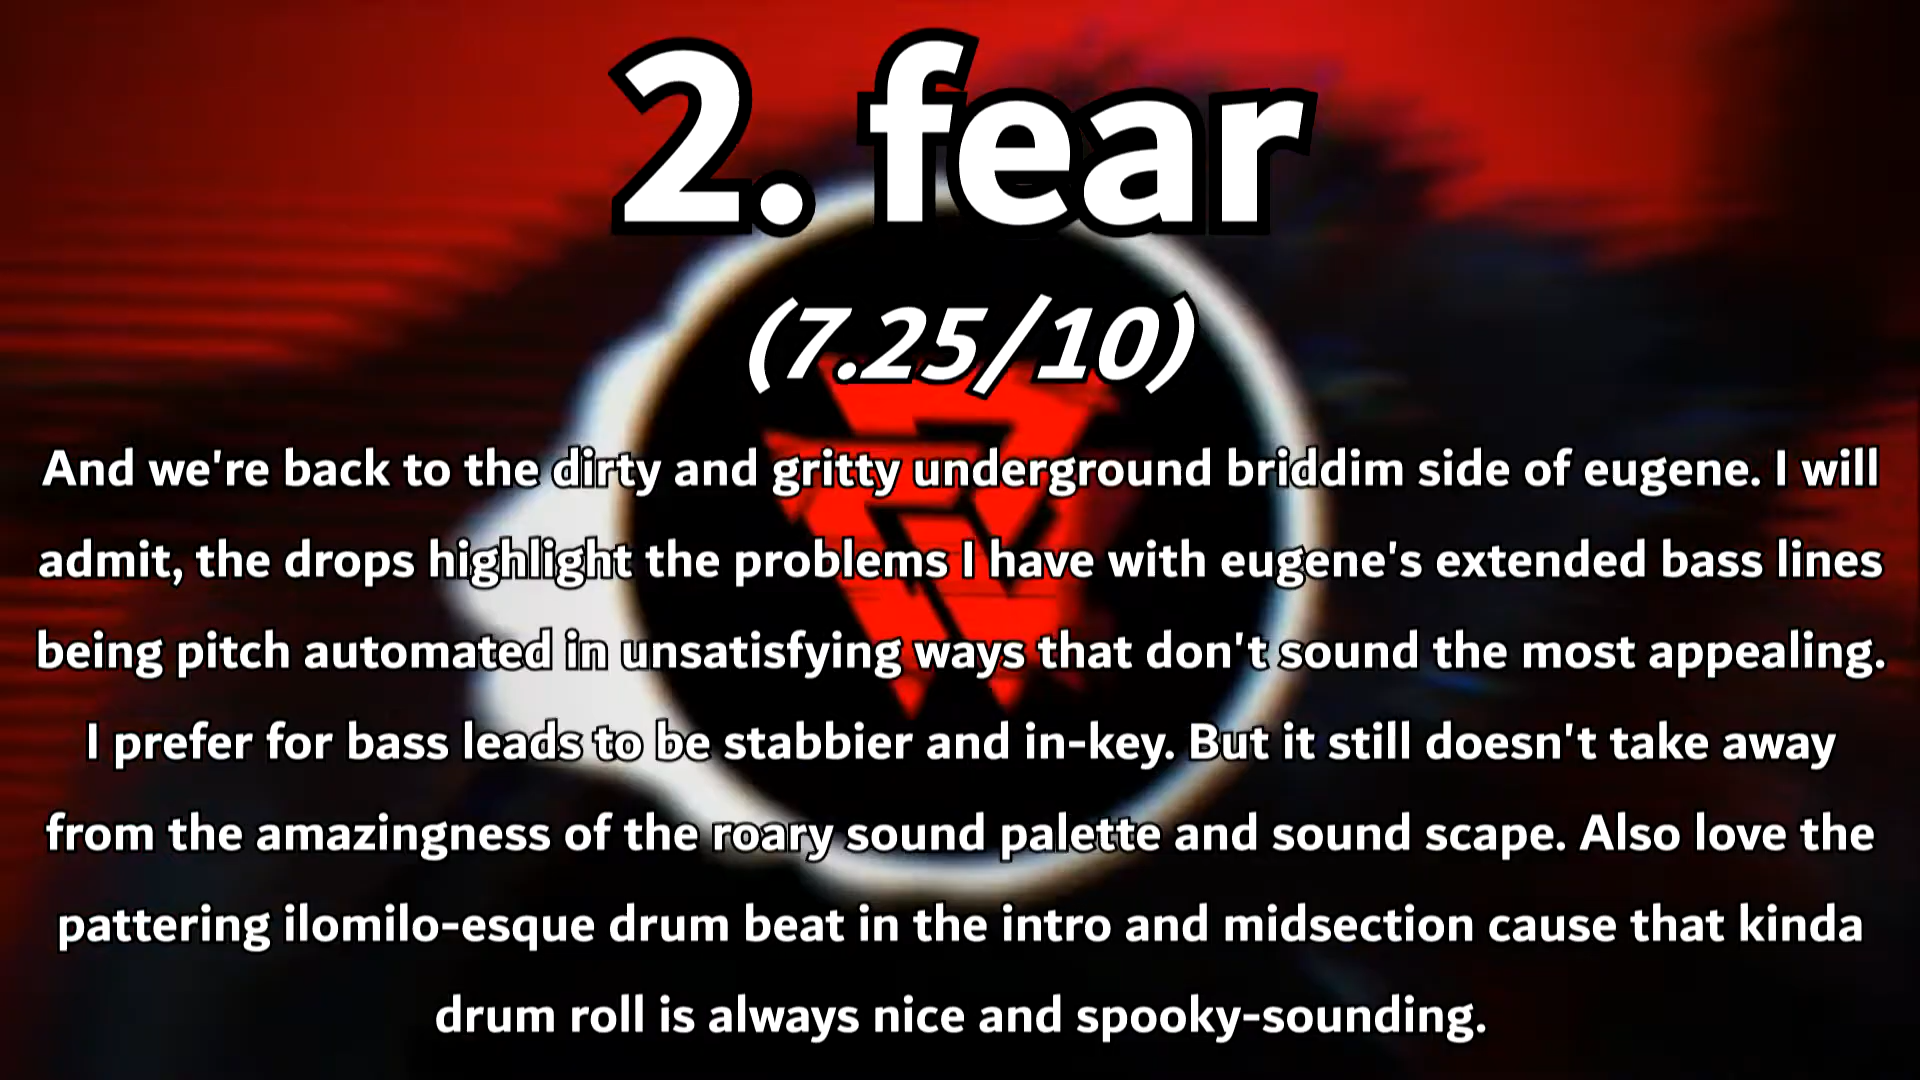 2. fear
(7.25/10)
And we're back to the dirty and gritty underground briddim side of eugene. I will
admit, the drops highlight the problems I have with eugene's extended bass lines
being pitch automated in unsatisfying ways that don't sound the most appealing.
I prefer for bass leads to be stabbier and in-key. But it still doesn't take away
from the amazingness of the roary sound palette and sound scape. Also love the
pattering ilomilo-esque drum beat in the intro and midsection cause that kinda
drum roll is always nice and spooky-sounding.